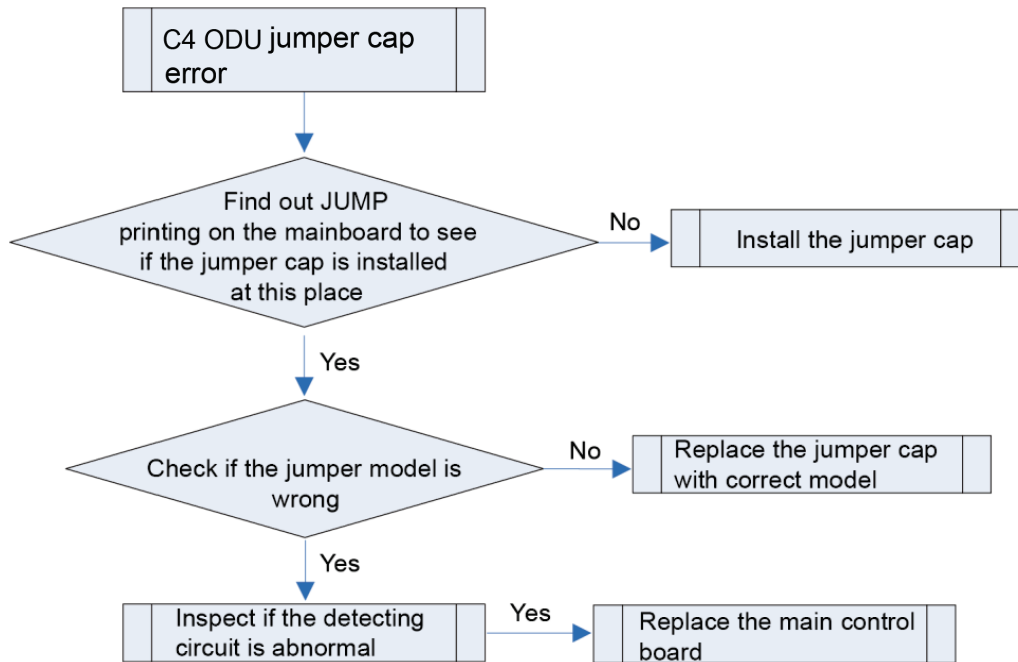 C4 ODU jumper cap
error
Find out JUMP
printing on the mainboard to see
if the jumper cap is installed
at this place
No
Install the jumper cap
Yes
Check if the jumper model is
wrong
No
Replace the jumper cap
with correct model
Yes
Inspect if the detecting
circuit is abnormal
Yes
Replace the main control
board